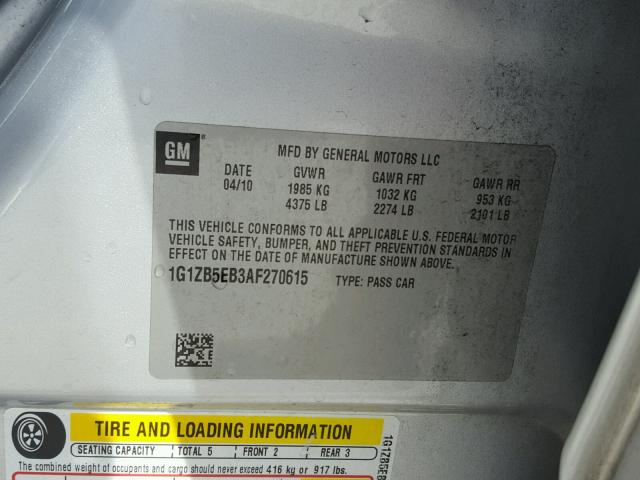 GM
MFD BY GENERAL MOTORS LLC
DATE GVWR GAWR FRT GAWR RR
04/10 1985 KG 1032 KG 953 KG
4375 LB 2274 LB 2101 LB
THIS VEHICLE CONFORMS TO ALL APPLICABLE U.S. FEDERAL MOTOR
VEHICLE SAFETY, BUMPER, AND THEFT PREVENTION STANDARDS IN
EFFECT ON THE DATE OF MANUFACTURE SHOWN ABOVE.
1G1ZB5EB3AF270615 TYPE: PASS CAR
TIRE AND LOADING INFORMATION
SEATING CAPACITY TOTAL 5 FRONT 2 REAR 3
The combined weight of occupants and cargo should never exceed 416 kg or 917 lbs.
1G1ZB5EB